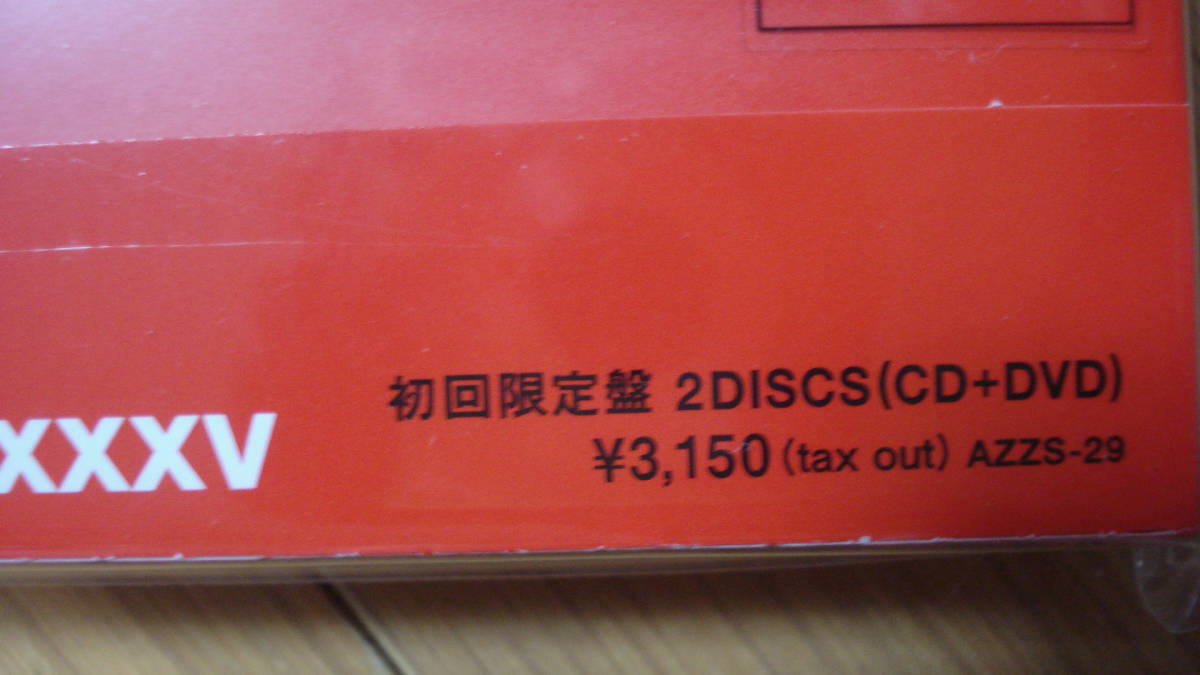 初回限定盤 2DISCS(CD+DVD)
XXXV ¥3,150(tax out) AZZS-29